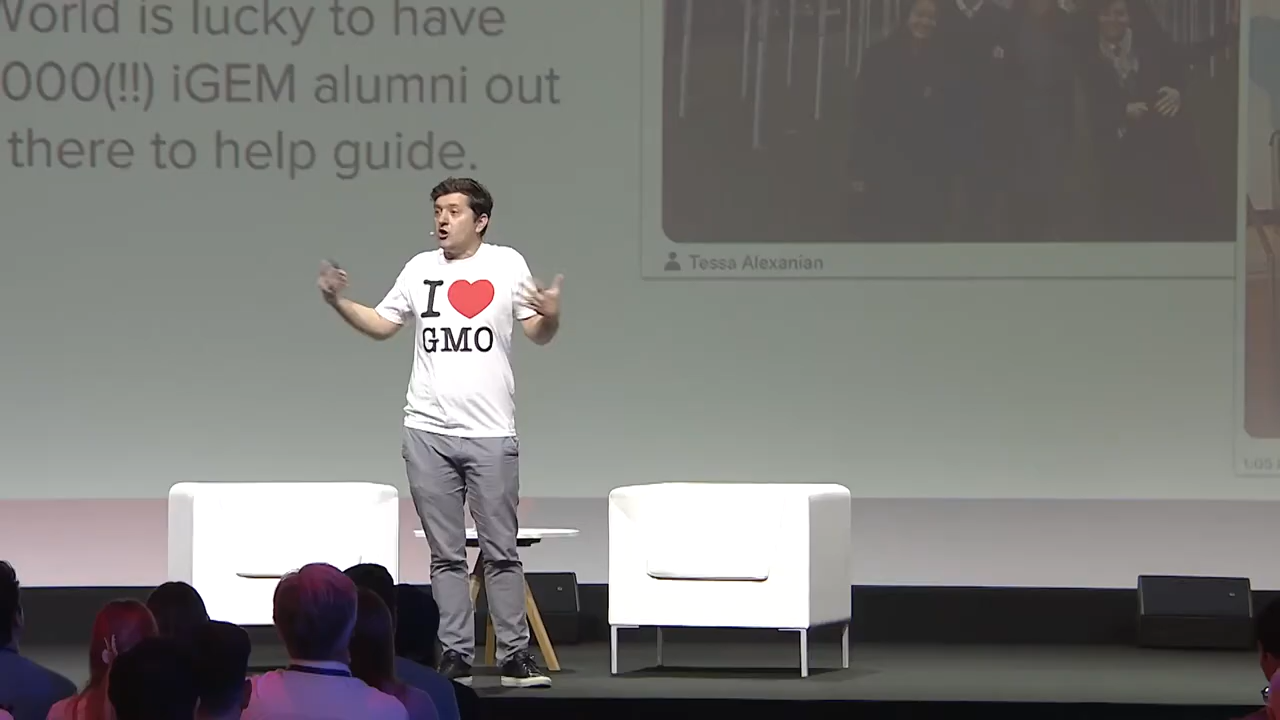 World is lucky to have
000(!!) iGEM alumni out
there to help guide.
Tessa Alexanian
I
GMO